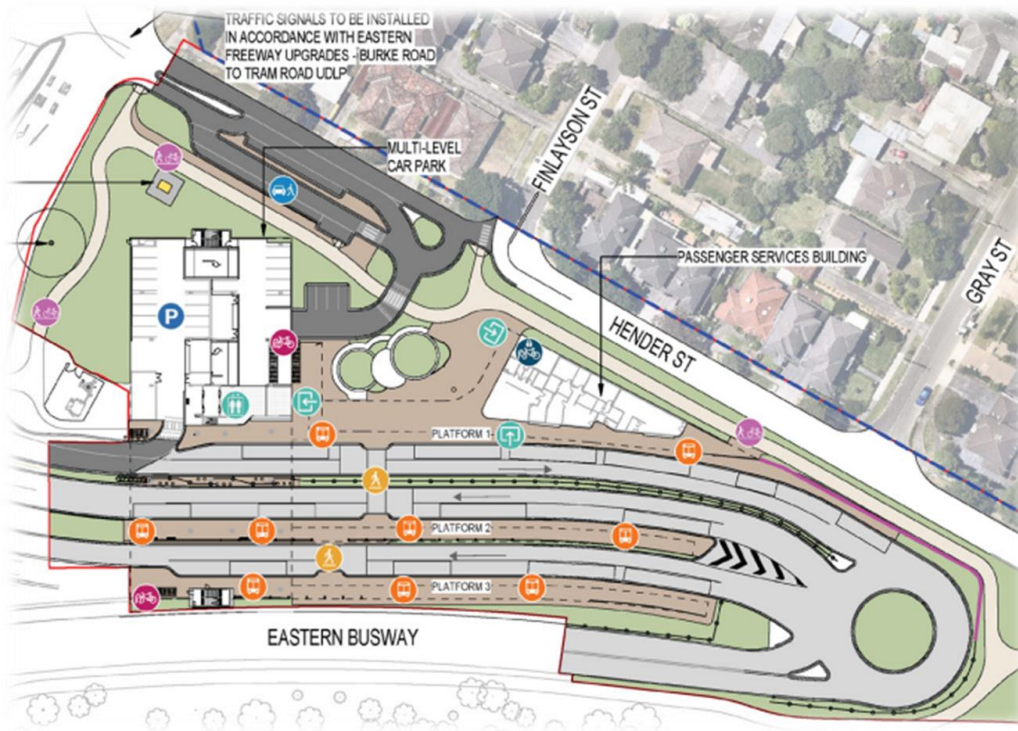 TRAFFIC SIGNALS TO BE INSTALLED
IN ACCORDANCE WITH EASTERN
FREEWAY UPGRADES - BURKE ROAD
TO TRAM ROAD UDLP
MULTI-LEVEL
CAR PARK
FINLAYSON ST
PASSENGER SERVICES BUILDING
GRAY ST
HENDER ST
P
PLATFORM 1
PLATFORM 2
PLATFORM 3
EASTERN BUSWAY